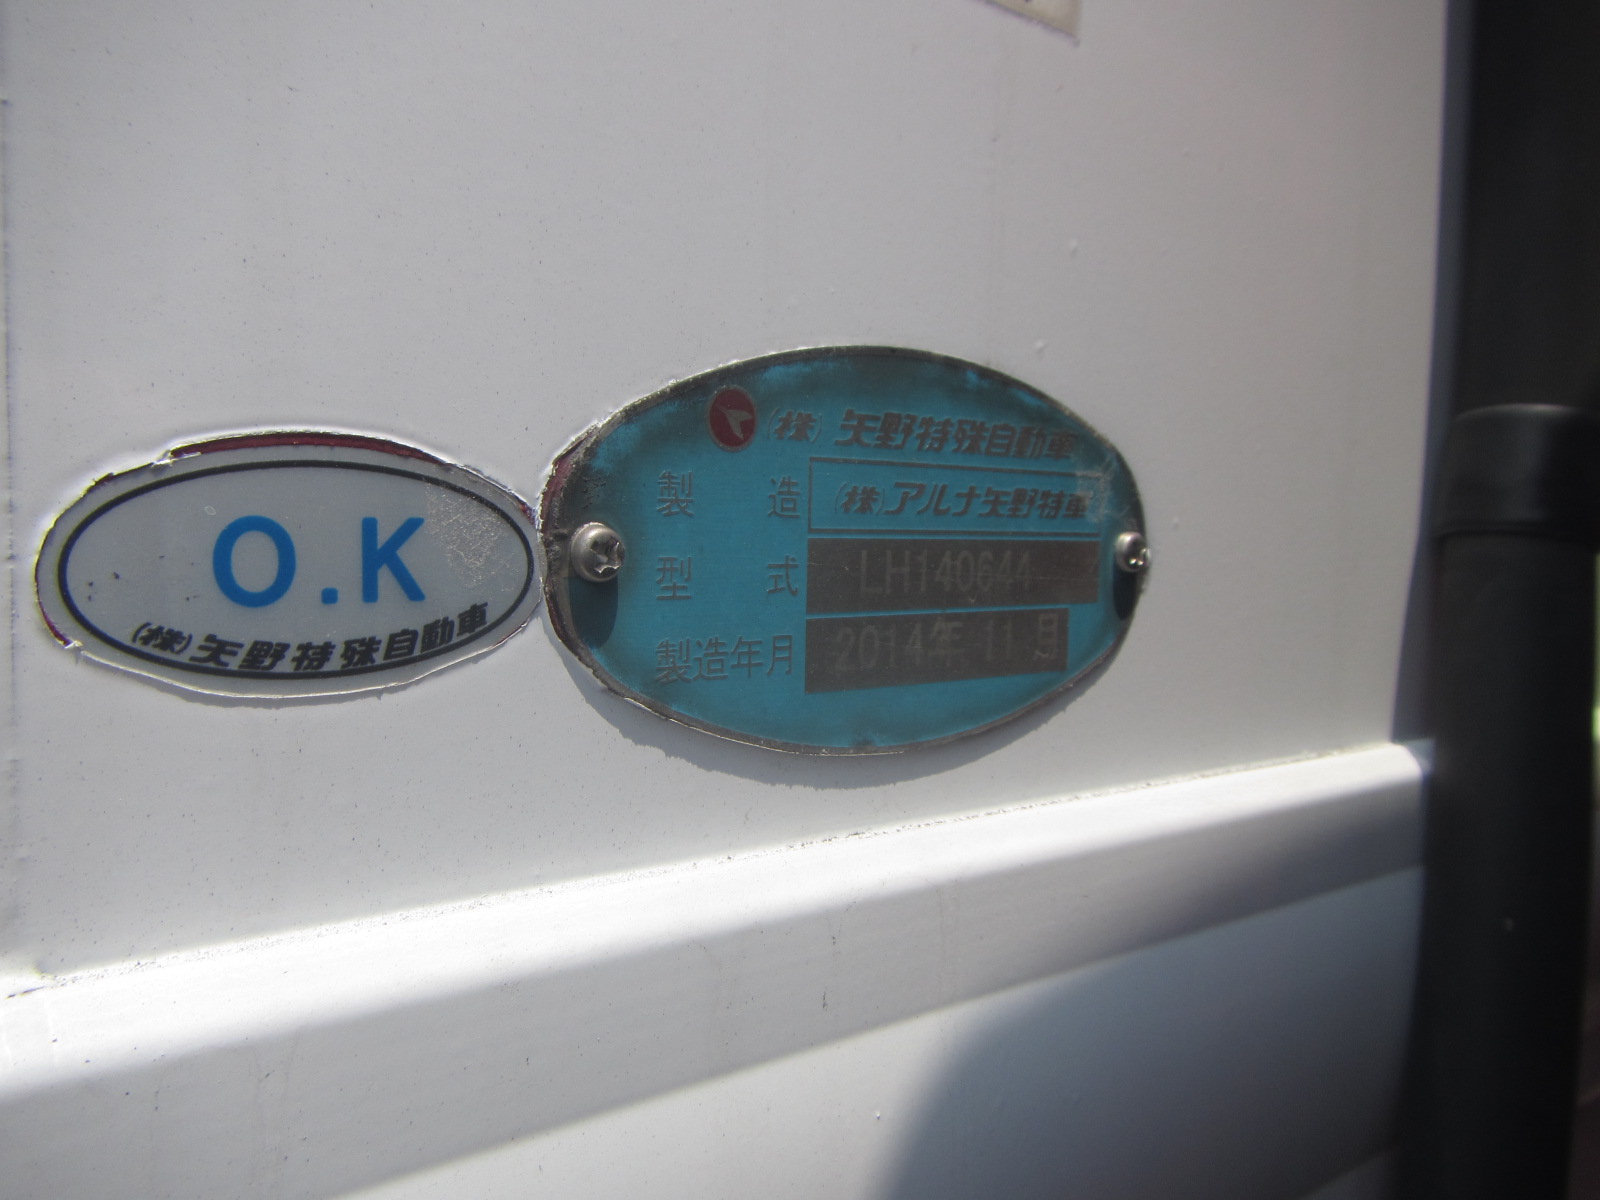 O.K
(株)矢野特殊自動車
(株)矢野特殊自動車
製造 (株)アルナ矢野特車
型式 LH140644
製造年月 2014年 11月